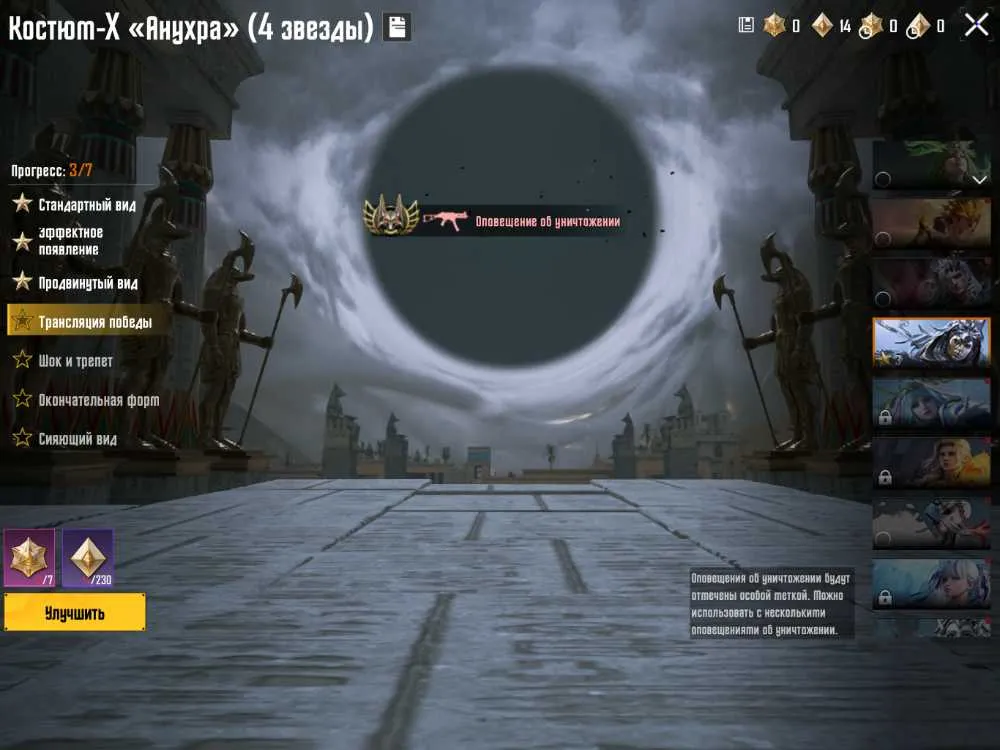 Костюм-X «Анухра» (4 звезды)
0 14 0 0
Прогресс: 3/7
Стандартный вид
Эффектное
появление
Продвинутый вид
Трансляция победы
Шок и трепет
Окончательная форм
Сияющий вид
Оповещение об уничтожении
/7 /230
Улучшить
Оповещения об уничтожении будут
отмечены особой меткой. Можно
использовать с несколькими
оповещениями об уничтожении.